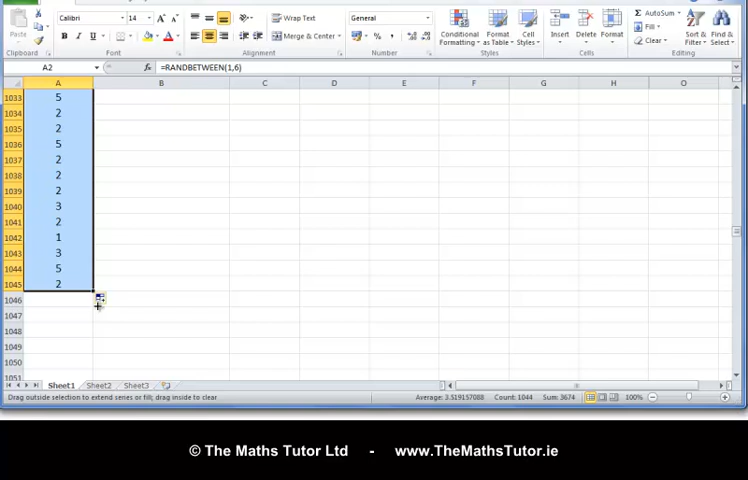 Calibri 14 A A Wrap Text General AutoSum
Fill Clear
B I U Merge & Center % , Conditional Formatting Format as Table Cell Styles Insert Delete Format Sort & Filter Find & Select
Clipboard Font Alignment Number Styles Cells Editing
A2 fx =RANDBETWEEN(1,6)
A B C D E F G H O
1033 5
1034 2
1035 2
1036 5
1037 2
1038 2
1039 2
1040 3
1041 2
1042 1
1043 3
1044 5
1045 2
1046
1047
1048
1049
1050
1051
Sheet1 Sheet2 Sheet3
Drag outside selection to extend series or fill; drag inside to clear Average: 3.519157088 Count: 1044 Sum: 3674 100%
© The Maths Tutor Ltd - www.TheMathsTutor.ie